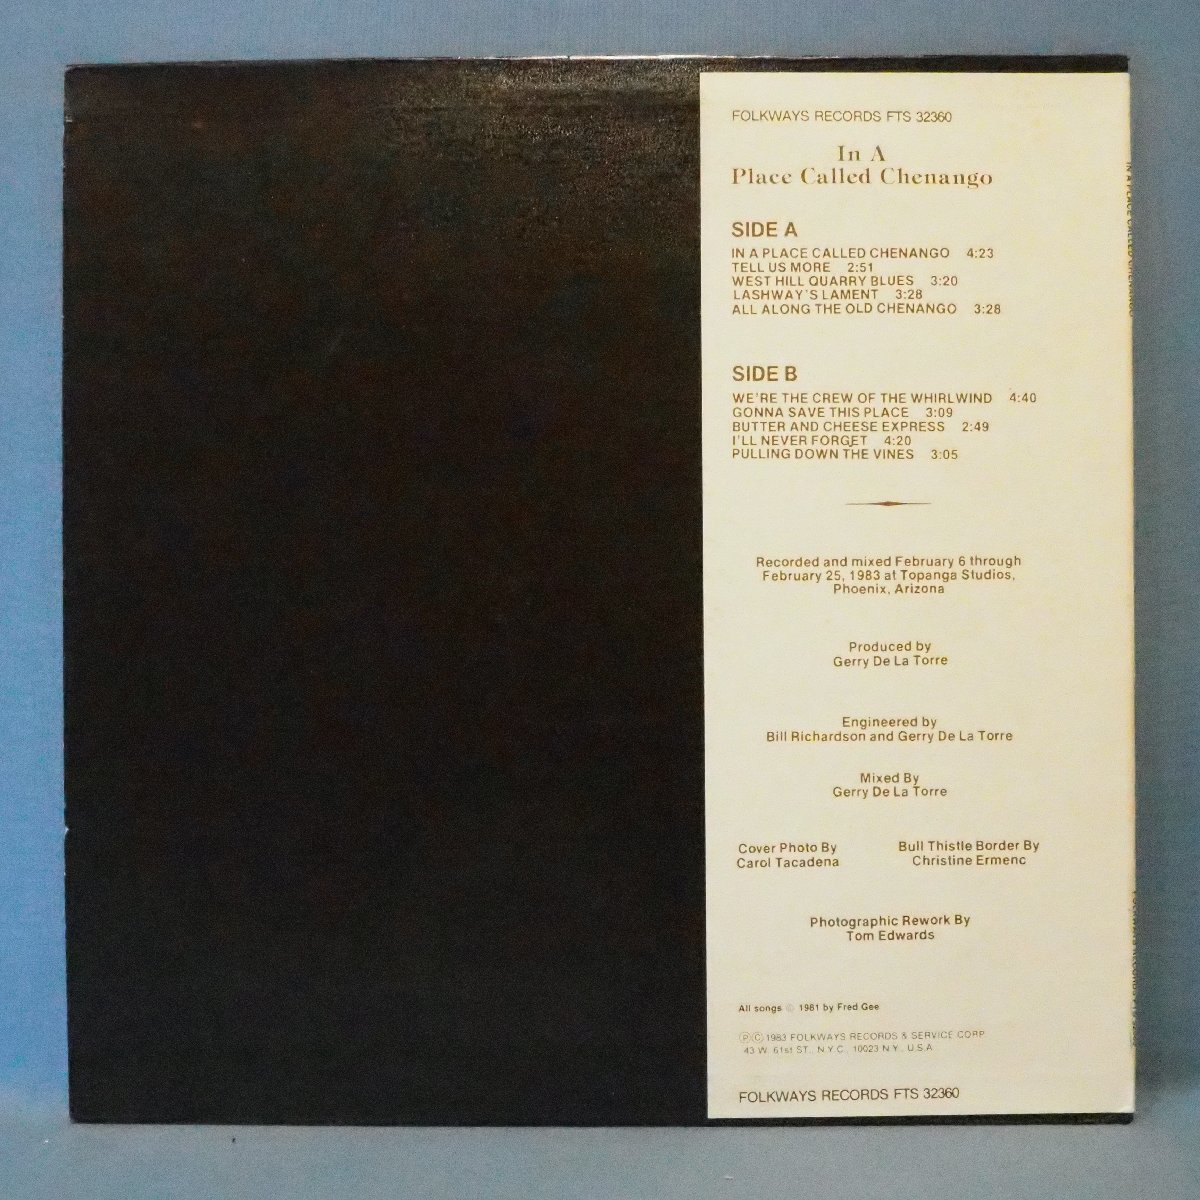 FOLKWAYS RECORDS FTS 32360
In A
Place Called Chenango
SIDE A
IN A PLACE CALLED CHENANGO 4:23
TELL US MORE 2:51
WEST HILL QUARRY BLUES 3:20
LASHWAY'S LAMENT 3:28
ALL ALONG THE OLD CHENANGO 3:28
SIDE B
WE'RE THE CREW OF THE WHIRLWIND 4:40
GONNA SAVE THIS PLACE 3:09
BUTTER AND CHEESE EXPRESS 2:49
I'LL NEVER FORGET 4:20
PULLING DOWN THE VINES 3:05
Recorded and mixed February 6 through
February 25, 1983 at Topanga Studios,
Phoenix, Arizona
Produced by
Gerry De La Torre
Engineered by
Bill Richardson and Gerry De La Torre
Mixed By
Gerry De La Torre
Cover Photo By
Carol Tacadena
Bull Thistle Border By
Christine Ermenc
Photographic Rework By
Tom Edwards
All songs © 1981 by Fred Gee
℗©1983 FOLKWAYS RECORDS & SERVICE CORP
43 W. 61st ST., N.Y.C., 10023 N.Y., U.S.A.
FOLKWAYS RECORDS FTS 32360
IN A PLACE CALLED CHENANGO